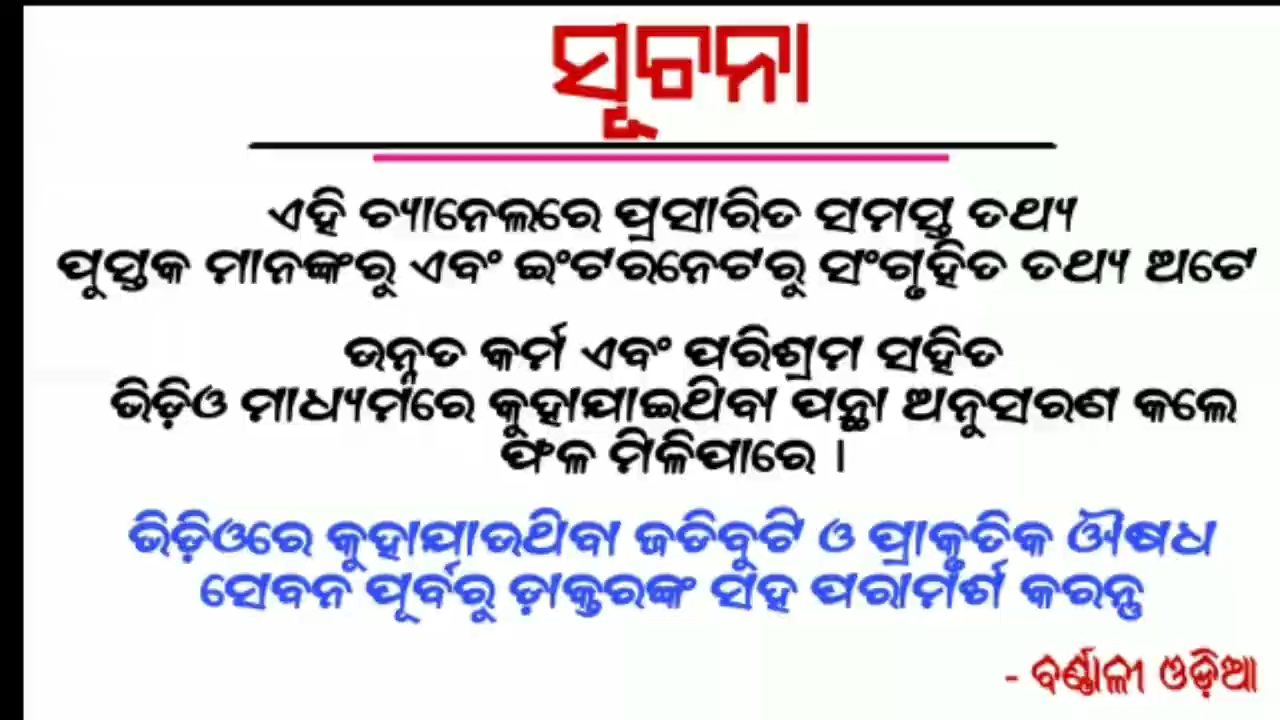 ସୂଚନା
ଏହି ଚ୍ୟାନେଲରେ ପ୍ରସାରିତ ସମସ୍ତ ତଥ୍ୟ
ପୁସ୍ତକ ମାନଙ୍କରୁ ଏବଂ ଇଂଟରନେଟରୁ ସଂଗୃହିତ ତଥ୍ୟ ଅଟେ
ଉନ୍ନତ କର୍ମ ଏବଂ ପରିଶ୍ରମ ସହିତ
ଭିଡ଼ିଓ ମାଧ୍ୟମରେ କୁହାଯାଇଥିବା ପନ୍ଥା ଅନୁସରଣ କଲେ
ଫଳ ମିଳିପାରେ ।
ଭିଡ଼ିଓରେ କୁହାଯାଉଥିବା ଜଡିବୁଟି ଓ ପ୍ରାକୃତିକ ଔଷଧ
ସେବନ ପୂର୍ବରୁ ଡ଼ାକ୍ତରଙ୍କ ସହ ପରାମର୍ଶ କରନ୍ତୁ
- ବର୍ଣ୍ଣାଳୀ ଓଡ଼ିଆ